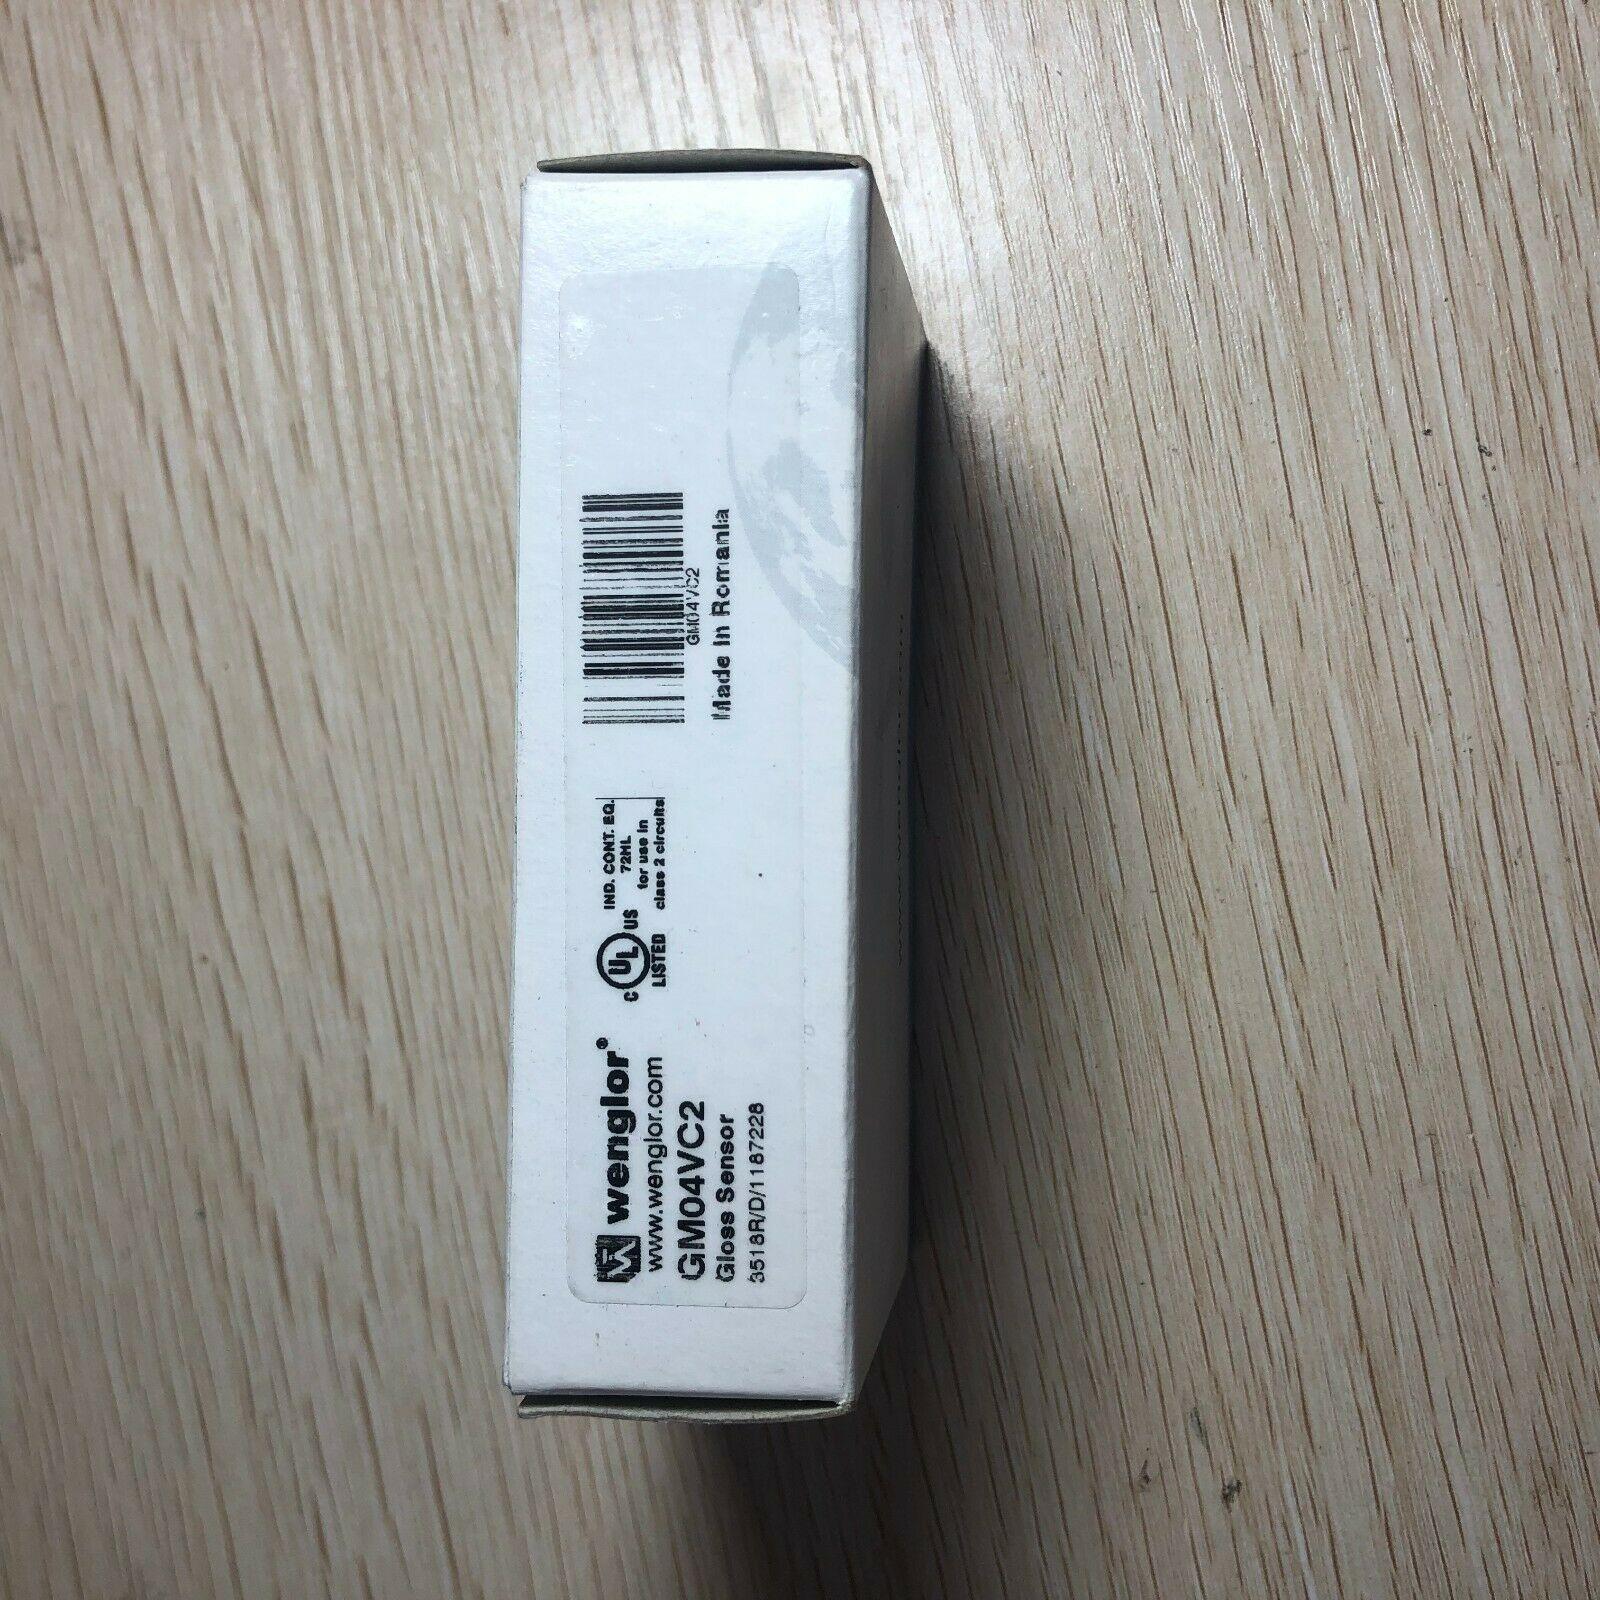 wenglor®
www.wenglor.com
GM04VC2
Gloss Sensor
3518R/D/1187228
C UL US
LISTED
IND. CONT. EQ.
72HL
for use in
class 2 circuits
GM04VC2
Made in Romania